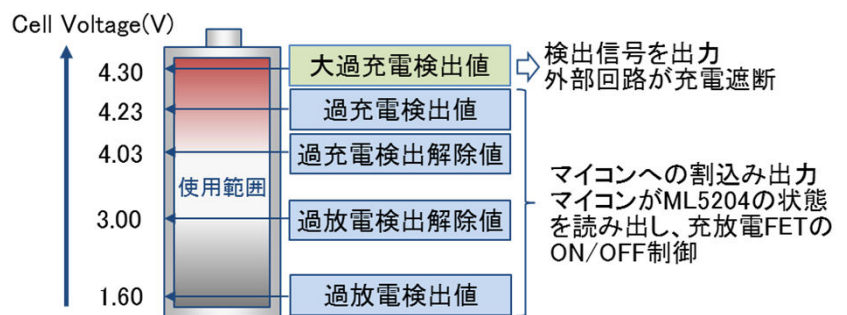 Cell Voltage(V)
4.30
大過充電検出値
検出信号を出力
外部回路が充電遮断
4.23
過充電検出値
4.03
過充電検出解除値
使用範囲
3.00
過放電検出解除値
1.60
過放電検出値
マイコンへの割込み出力
マイコンがML5204の状態
を読み出し、充放電FETの
ON/OFF制御